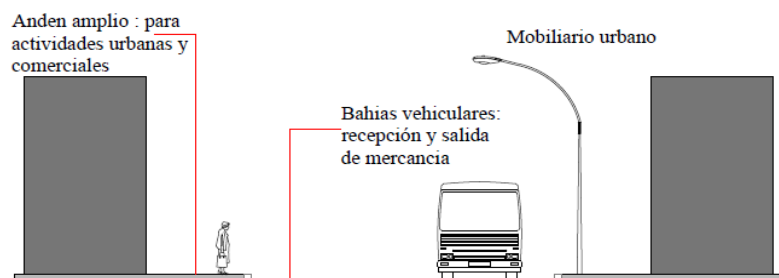 Anden amplio : para
actividades urbanas y
comerciales
Mobiliario urbano
Bahias vehiculares:
recepción y salida
de mercancia